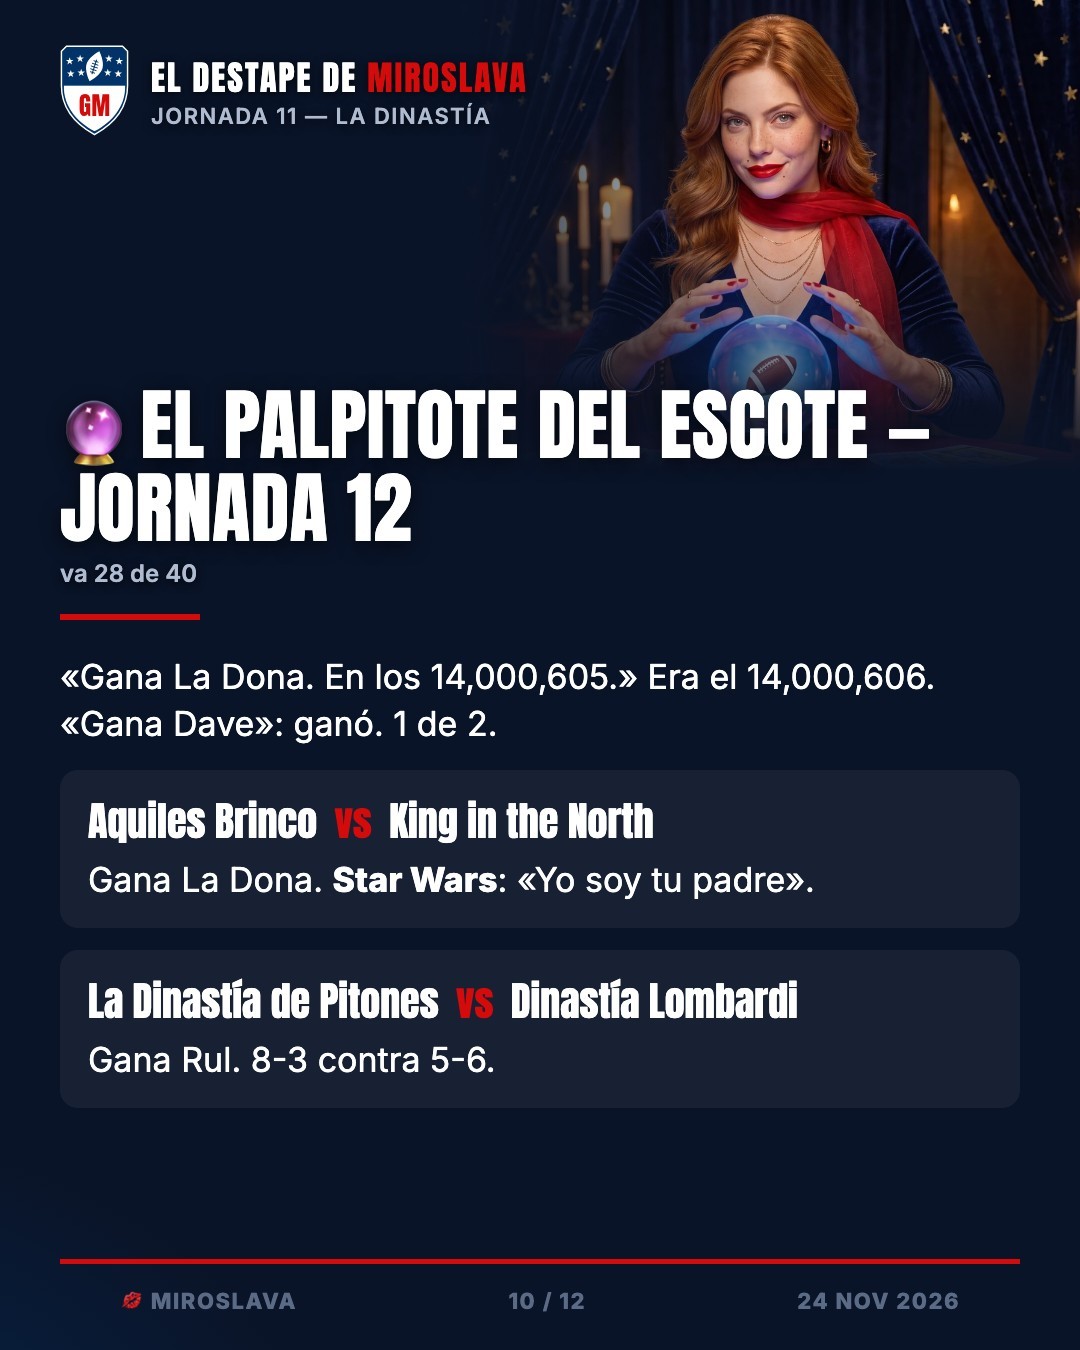 GM
EL DESTAPE DE MIROSLAVA
JORNADA 11 — LA DINASTÍA
🔮 EL PALPITOTE DEL ESCOTE –
JORNADA 12
va 28 de 40
«Gana La Dona. En los 14,000,605.» Era el 14,000,606.
«Gana Dave»: ganó. 1 de 2.
Aquiles Brinco vs King in the North
Gana La Dona. Star Wars: «Yo soy tu padre».
La Dinastía de Pitones vs Dinastía Lombardi
Gana Rul. 8-3 contra 5-6.
💋 MIROSLAVA
10 / 12
24 NOV 2026